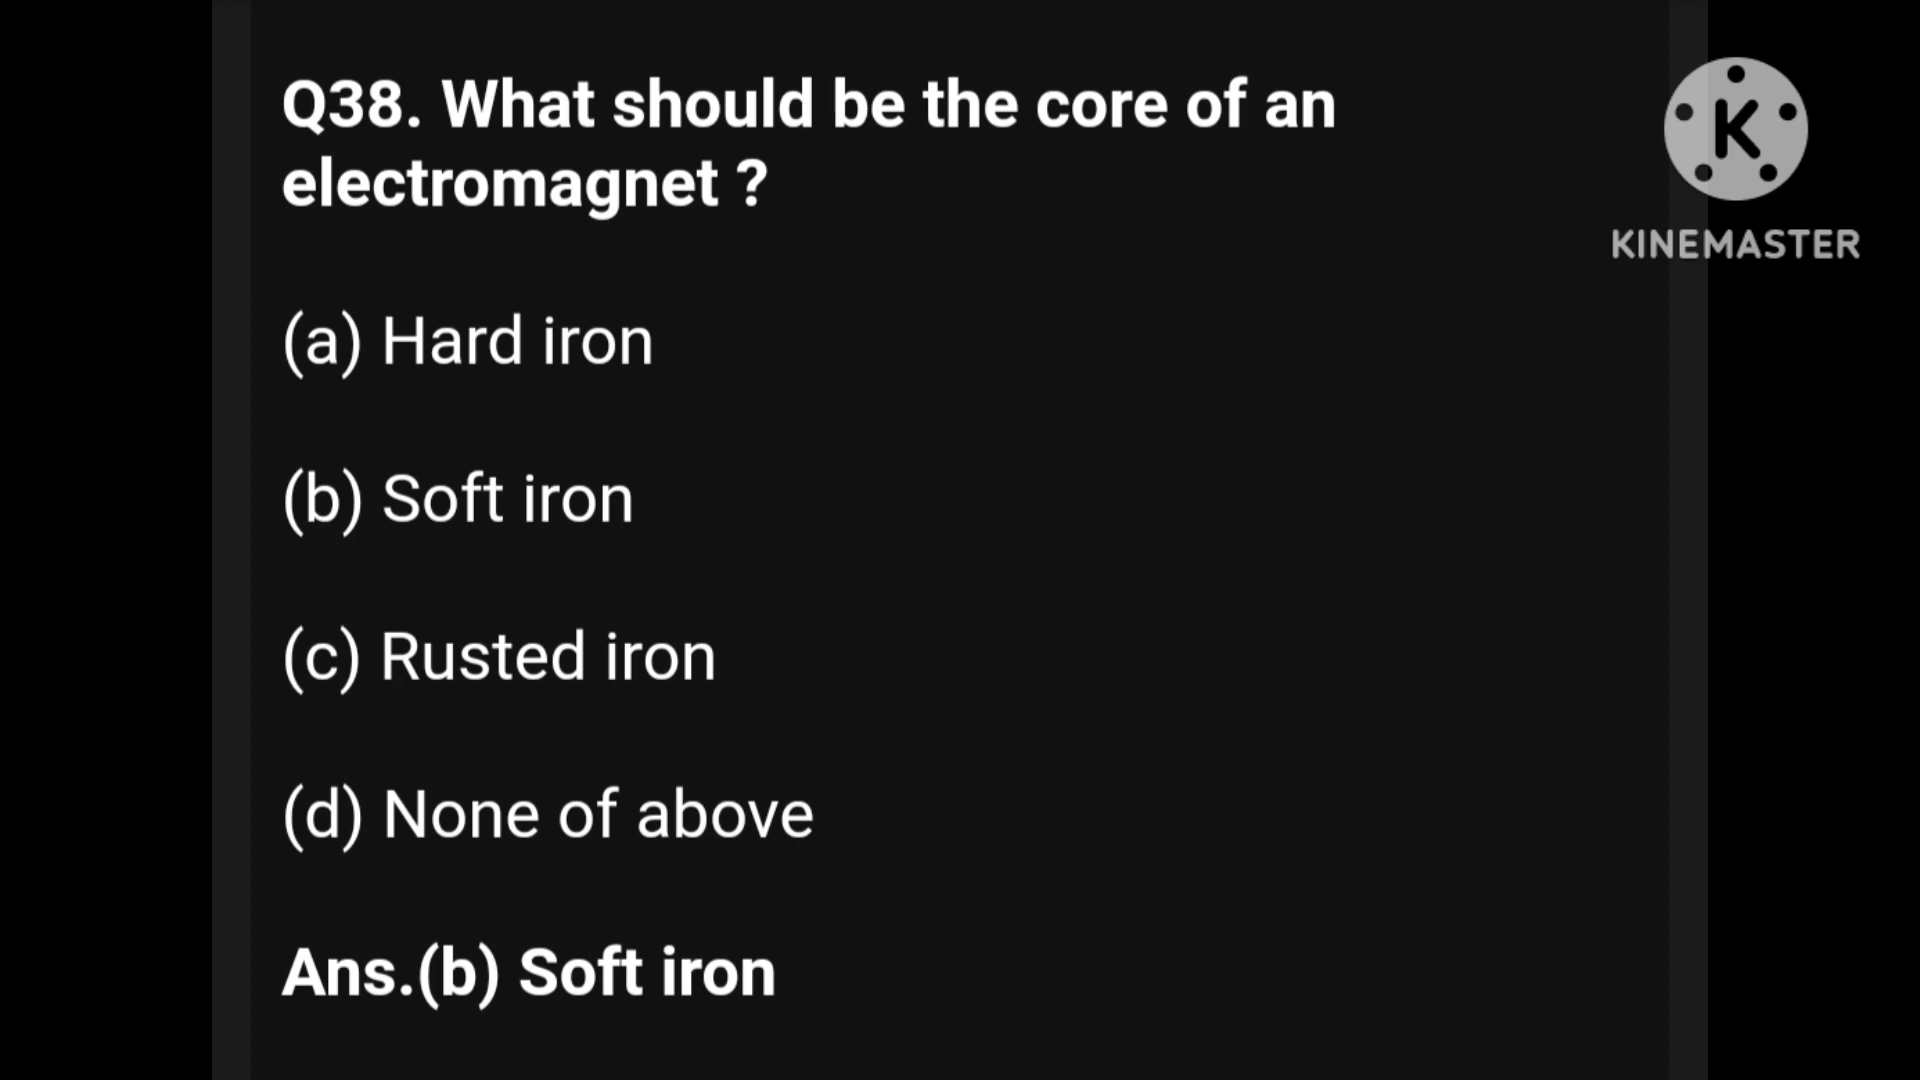 Q38. What should be the core of an
electromagnet ?
K
KINEMASTER
(a) Hard iron
(b) Soft iron
(c) Rusted iron
(d) None of above
Ans.(b) Soft iron